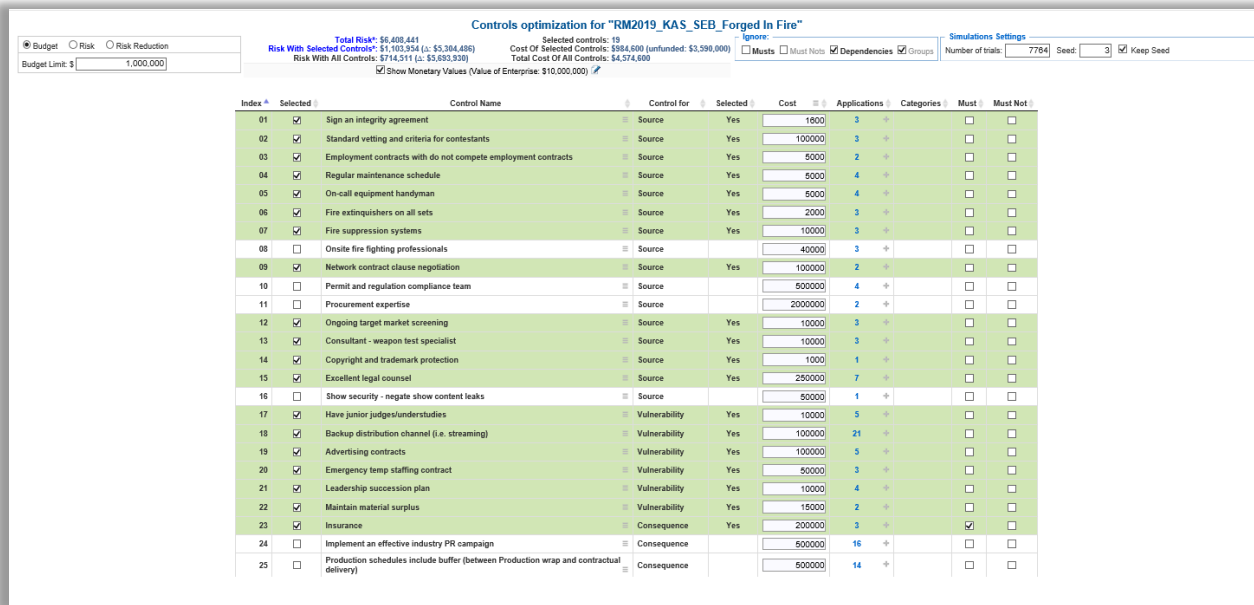 Controls optimization for "RM2019_KAS_SEB_Forged In Fire"
Budget Risk Risk Reduction
Budget Limit: $ 1,000,000
Total Risk*: $6,408,441
Risk With Selected Controls*: $1,103,954 (Δ: $5,304,486)
Risk With All Controls: $714,511 (Δ: $5,693,930)
Selected controls: 19
Cost Of Selected Controls: $984,600 (unfunded: $3,590,000)
Total Cost Of All Controls: $4,574,600
Show Monetary Values (Value of Enterprise: $10,000,000)
Ignore:
Musts Must Nots Dependencies Groups
Simulations Settings
Number of trials: 7764 Seed: 3 Keep Seed
Index Selected Control Name Control for Selected Cost Applications Categories Must Must Not
01 Sign an integrity agreement Source Yes 1600 3
02 Standard vetting and criteria for contestants Source Yes 100000 3
03 Employment contracts with do not compete employment contracts Source Yes 5000 2
04 Regular maintenance schedule Source Yes 5000 4
05 On-call equipment handyman Source Yes 5000 4
06 Fire extinquishers on all sets Source Yes 2000 3
07 Fire suppression systems Source Yes 10000 3
08 Onsite fire fighting professionals Source 40000 3
09 Network contract clause negotiation Source Yes 100000 2
10 Permit and regulation compliance team Source 500000 4
11 Procurement expertise Source 2000000 2
12 Ongoing target market screening Source Yes 10000 3
13 Consultant - weapon test specialist Source Yes 10000 3
14 Copyright and trademark protection Source Yes 1000 1
15 Excellent legal counsel Source Yes 250000 7
16 Show security - negate show content leaks Source 50000 1
17 Have junior judges/understudies Vulnerability Yes 10000 5
18 Backup distribution channel (i.e. streaming) Vulnerability Yes 100000 21
19 Advertising contracts Vulnerability Yes 100000 5
20 Emergency temp staffing contract Vulnerability Yes 50000 3
21 Leadership succession plan Vulnerability Yes 10000 4
22 Maintain material surplus Vulnerability Yes 15000 2
23 Insurance Consequence Yes 200000 3
24 Implement an effective industry PR campaign Consequence 500000 16
25 Production schedules include buffer (between Production wrap and contractual
delivery) Consequence 500000 14